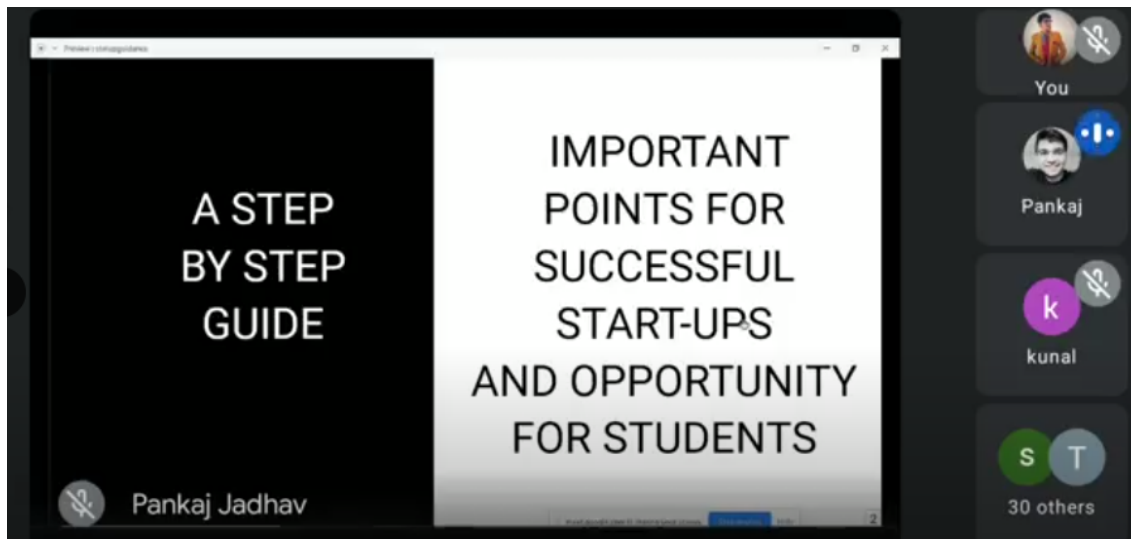 A STEP
BY STEP
GUIDE
IMPORTANT
POINTS FOR
SUCCESSFUL
START-UPS
AND OPPORTUNITY
FOR STUDENTS
Pankaj Jadhav
2
You
Pankaj
k
kunal
S T
30 others